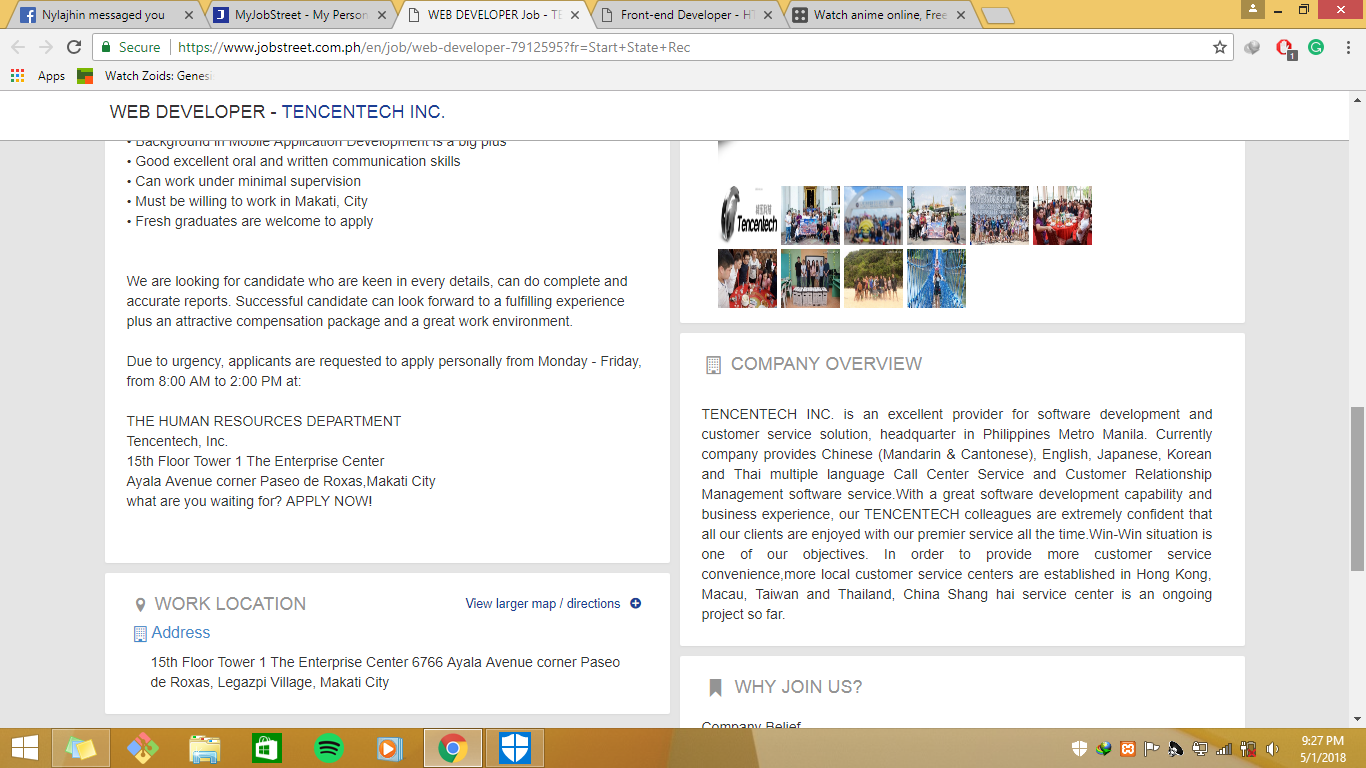 Nylajhin messaged you
MyJobStreet - My Person
WEB DEVELOPER Job - TE
Front-end Developer - HT
Watch anime online, Free
Secure
https://www.jobstreet.com.ph/en/job/web-developer-7912595?fr=Start+State+Rec
1
Apps
Watch Zoids: Genesi
WEB DEVELOPER - TENCENTECH INC.
• Background in Mobile Application Development is a big plus
• Good excellent oral and written communication skills
• Can work under minimal supervision
• Must be willing to work in Makati, City
• Fresh graduates are welcome to apply
We are looking for candidate who are keen in every details, can do complete and
accurate reports. Successful candidate can look forward to a fulfilling experience
plus an attractive compensation package and a great work environment.
Due to urgency, applicants are requested to apply personally from Monday - Friday,
from 8:00 AM to 2:00 PM at:
THE HUMAN RESOURCES DEPARTMENT
Tencentech, Inc.
15th Floor Tower 1 The Enterprise Center
Ayala Avenue corner Paseo de Roxas,Makati City
what are you waiting for? APPLY NOW!
WORK LOCATION
View larger map / directions
Address
15th Floor Tower 1 The Enterprise Center 6766 Ayala Avenue corner Paseo
de Roxas, Legazpi Village, Makati City
Tencentech
COMPANY OVERVIEW
TENCENTECH INC. is an excellent provider for software development and
customer service solution, headquarter in Philippines Metro Manila. Currently
company provides Chinese (Mandarin & Cantonese), English, Japanese, Korean
and Thai multiple language Call Center Service and Customer Relationship
Management software service.With a great software development capability and
business experience, our TENCENTECH colleagues are extremely confident that
all our clients are enjoyed with our premier service all the time.Win-Win situation is
one of our objectives. In order to provide more customer service
convenience,more local customer service centers are established in Hong Kong,
Macau, Taiwan and Thailand, China Shang hai service center is an ongoing
project so far.
WHY JOIN US?
Company Belief
9:27 PM
5/1/2018